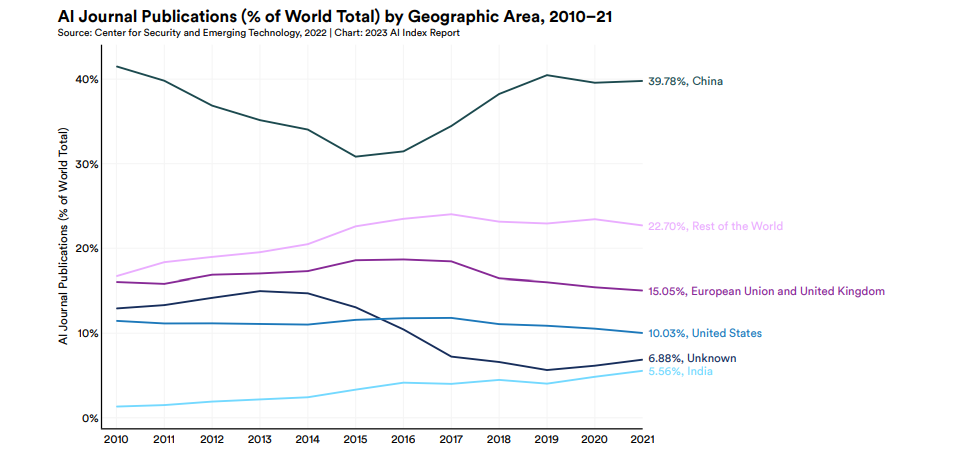 AI Journal Publications (% of World Total) by Geographic Area, 2010–21
Source: Center for Security and Emerging Technology, 2022 | Chart: 2023 AI Index Report
AI Journal Publications (% of World Total)
40%
30%
20%
10%
0%
39.78%, China
22.70%, Rest of the World
15.05%, European Union and United Kingdom
10.03%, United States
6.88%, Unknown
5.56%, India
2010 2011 2012 2013 2014 2015 2016 2017 2018 2019 2020 2021